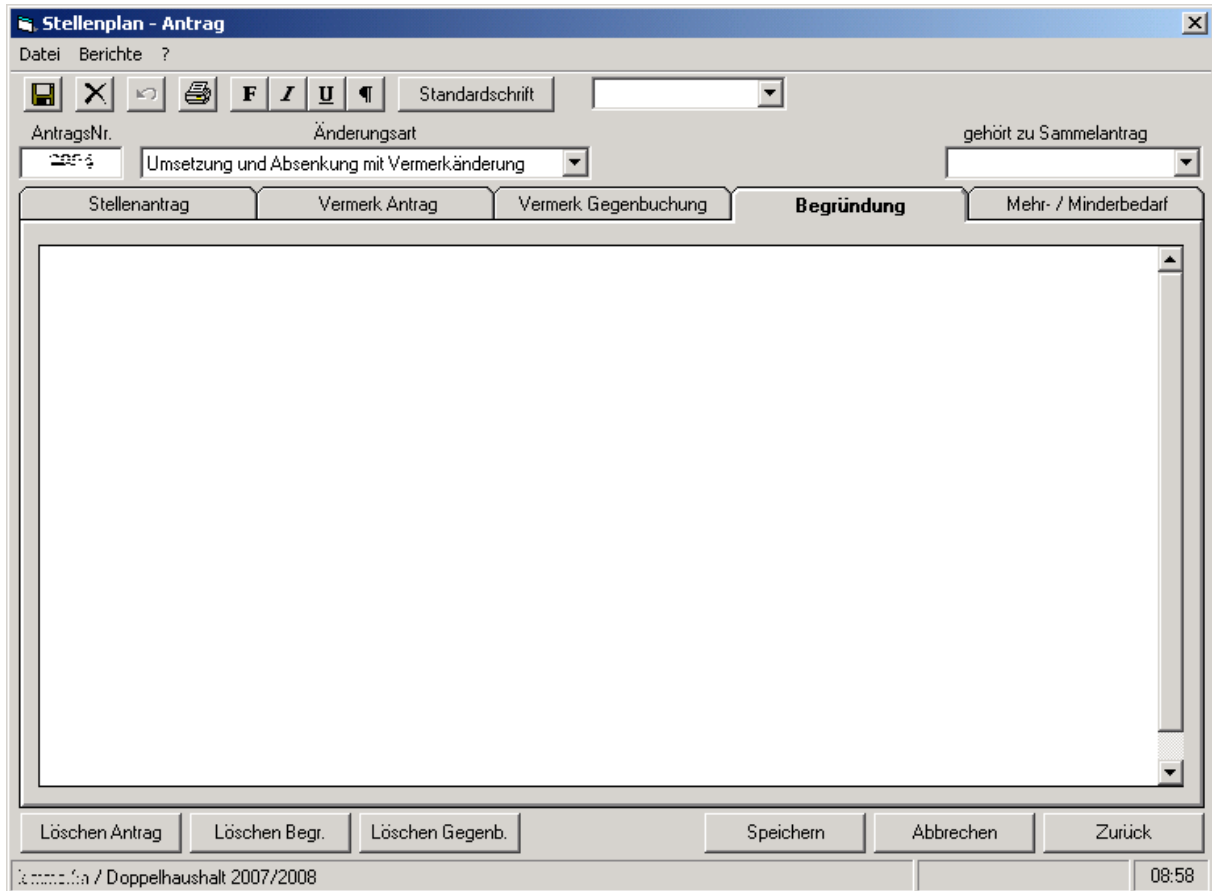 Stellenplan - Antrag
Datei Berichte ?
F I U ¶ Standardschrift
AntragsNr. Änderungsart gehört zu Sammelantrag
Umsetzung und Absenkung mit Vermerkänderung
Stellenantrag Vermerk Antrag Vermerk Gegenbuchung Begründung Mehr- / Minderbedarf
Löschen Antrag Löschen Begr. Löschen Gegenb. Speichern Abbrechen Zurück
/ Doppelhaushalt 2007/2008 08:58